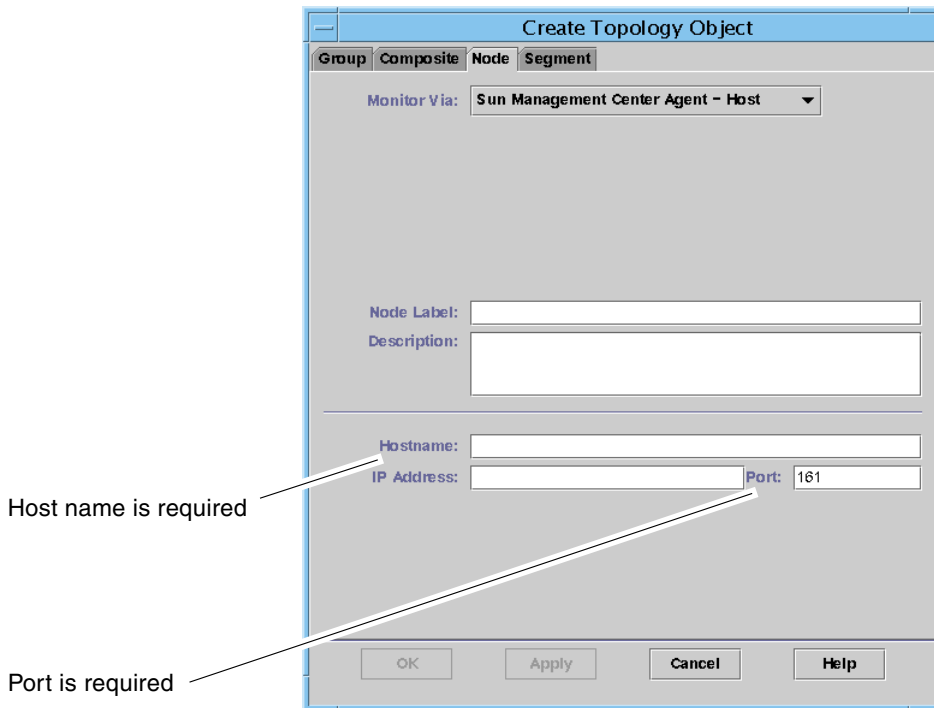 Create Topology Object
Group Composite Node Segment
Monitor Via: Sun Management Center Agent - Host
Node Label:
Description:
Hostname:
IP Address: Port: 161
Host name is required
OK Apply Cancel Help
Port is required